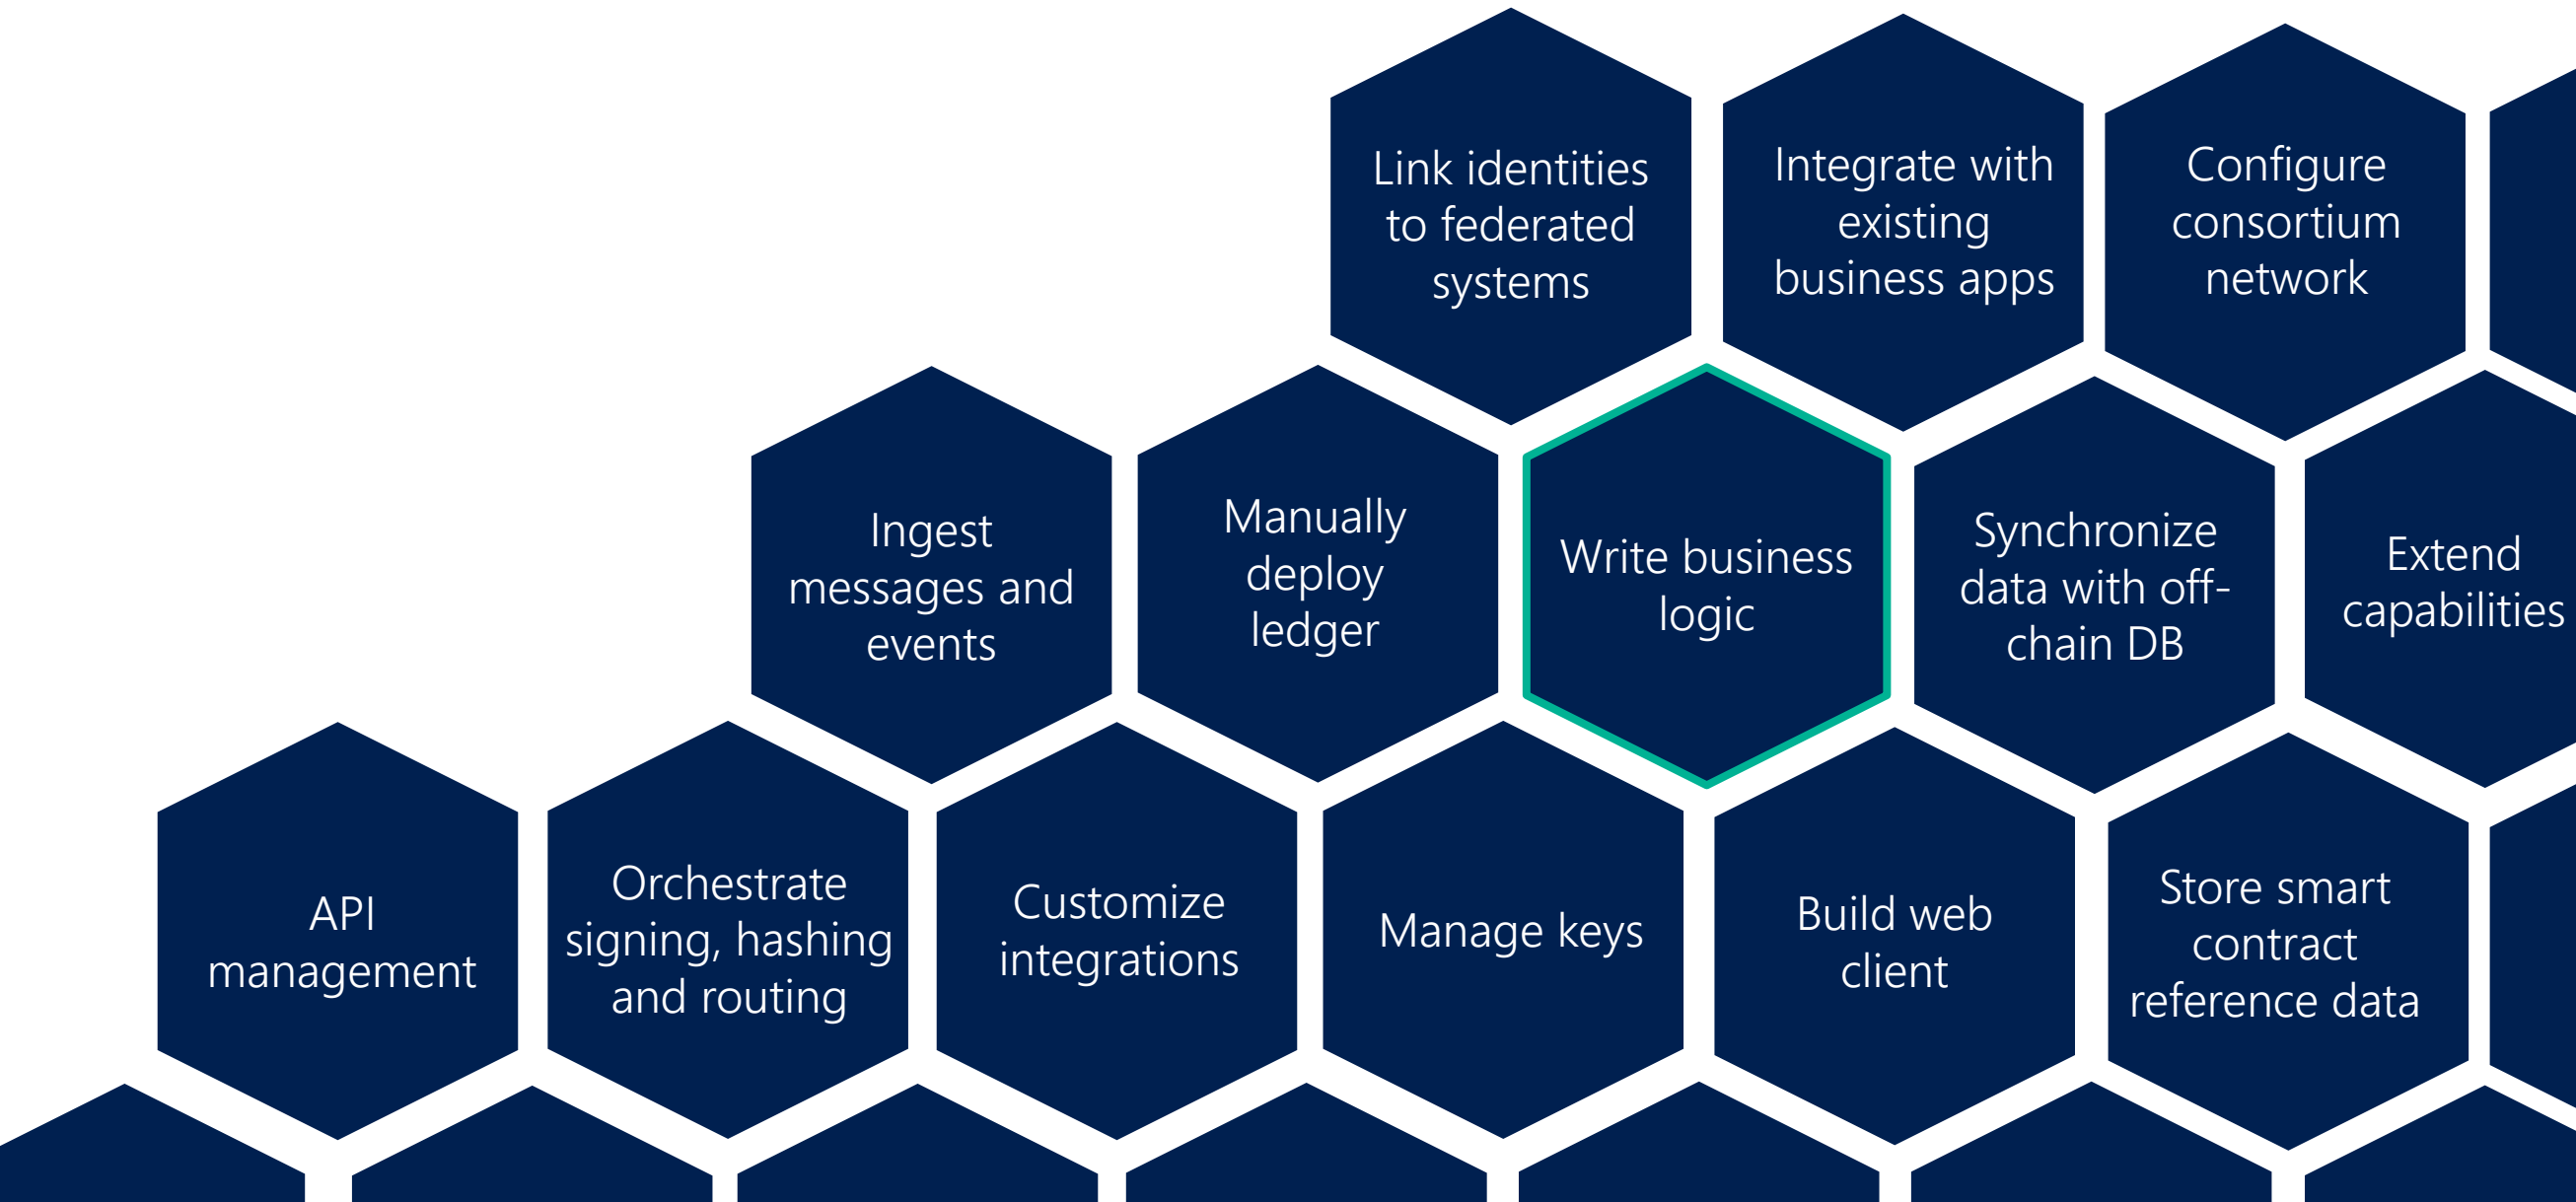 Link identities
to federated
systems
Integrate with
existing
business apps
Configure
consortium
network
Ingest
messages and
events
Manually
deploy
ledger
Write business
logic
Synchronize
data with off-
chain DB
Extend
capabilities
API
management
Orchestrate
signing, hashing
and routing
Customize
integrations
Manage keys
Build web
client
Store smart
contract
reference data